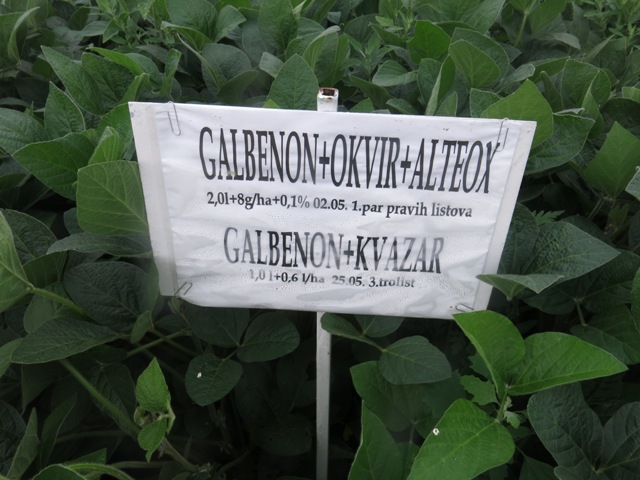 GALBENON+OKVIR+ALTEOX
2,0l+8g/ha+0,1% 02.05. 1.par pravih listova
GALBENON+KVAZAR
1,0 l+0,6 l/ha 25.05. 3.trolist